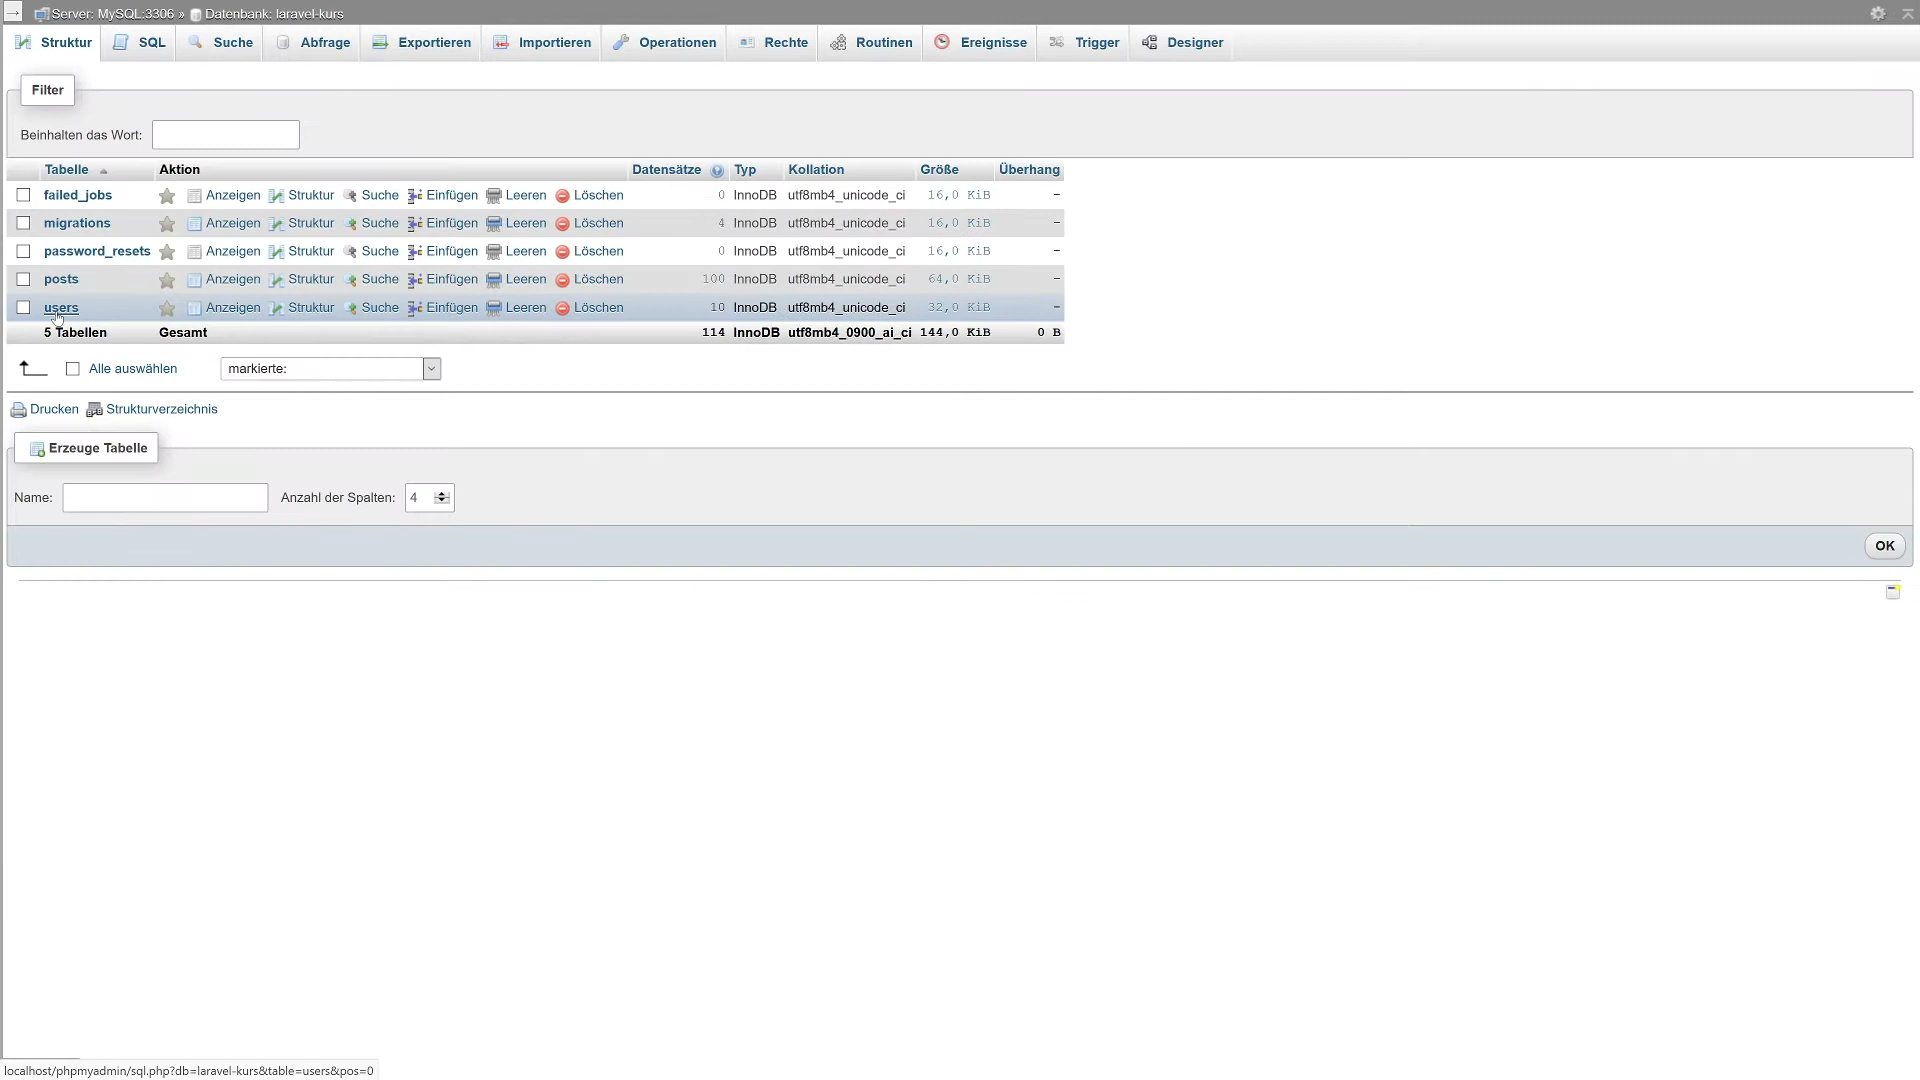 Server: MySQL:3306 » Datenbank: laravel-kurs
Struktur SQL Suche Abfrage Exportieren Importieren Operationen Rechte Routinen Ereignisse Trigger Designer
Filter
Beinhalten das Wort:
Tabelle Aktion Datensätze Typ Kollation Größe Überhang
failed_jobs Anzeigen Struktur Suche Einfügen Leeren Löschen 0 InnoDB utf8mb4_unicode_ci 16,0 KiB -
migrations Anzeigen Struktur Suche Einfügen Leeren Löschen 4 InnoDB utf8mb4_unicode_ci 16,0 KiB -
password_resets Anzeigen Struktur Suche Einfügen Leeren Löschen 0 InnoDB utf8mb4_unicode_ci 16,0 KiB -
posts Anzeigen Struktur Suche Einfügen Leeren Löschen 100 InnoDB utf8mb4_unicode_ci 64,0 KiB -
users Anzeigen Struktur Suche Einfügen Leeren Löschen 10 InnoDB utf8mb4_unicode_ci 32,0 KiB -
5 Tabellen Gesamt 114 InnoDB utf8mb4_0900_ai_ci 144,0 KiB 0 B
Alle auswählen markierte:
Drucken Strukturverzeichnis
Erzeuge Tabelle
Name: Anzahl der Spalten: 4
OK
localhost/phpmyadmin/sql.php?db=laravel-kurs&table=users&pos=0